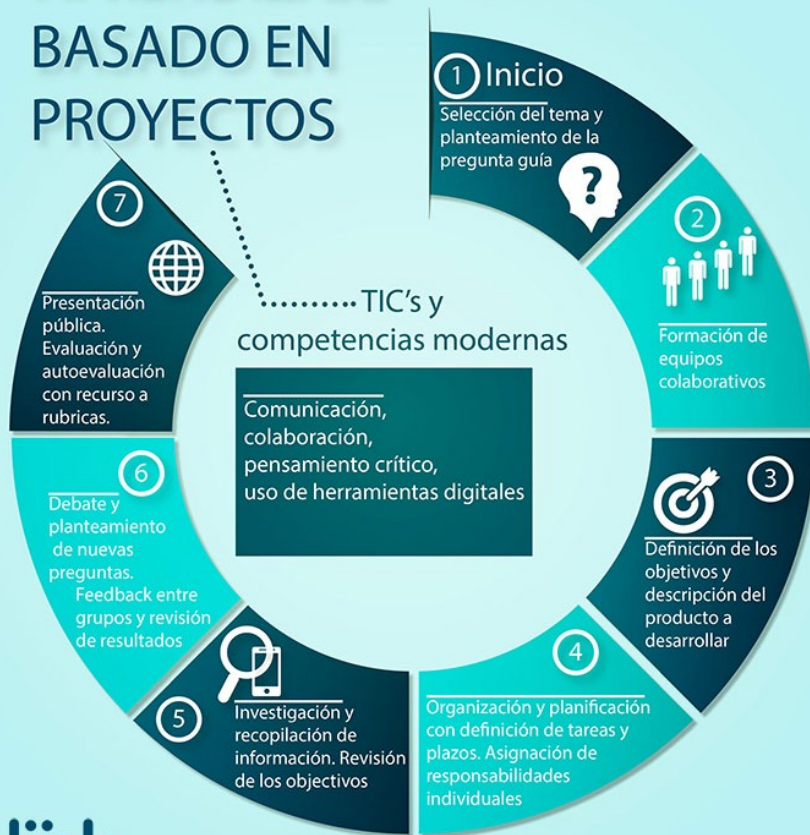 BASADO EN
PROYECTOS
1 Inicio
Selección del tema y
planteamiento de la
pregunta guía
?
2
Formación de
equipos
colaborativos
3
Definición de los
objetivos y
descripción del
producto a
desarrollar
4
Organización y planificación
con definición de tareas y
plazos. Asignación de
responsabilidades
individuales
5
Investigación y
recopilación de
información. Revisión
de los objectivos
6
Debate y
planteamiento
de nuevas
preguntas.
Feedback entre
grupos y revisión
de resultados
7
Presentación
pública.
Evaluación y
autoevaluación
con recurso a
rubricas.
TIC's y
competencias modernas
Comunicación,
colaboración,
pensamiento crítico,
uso de herramientas digitales